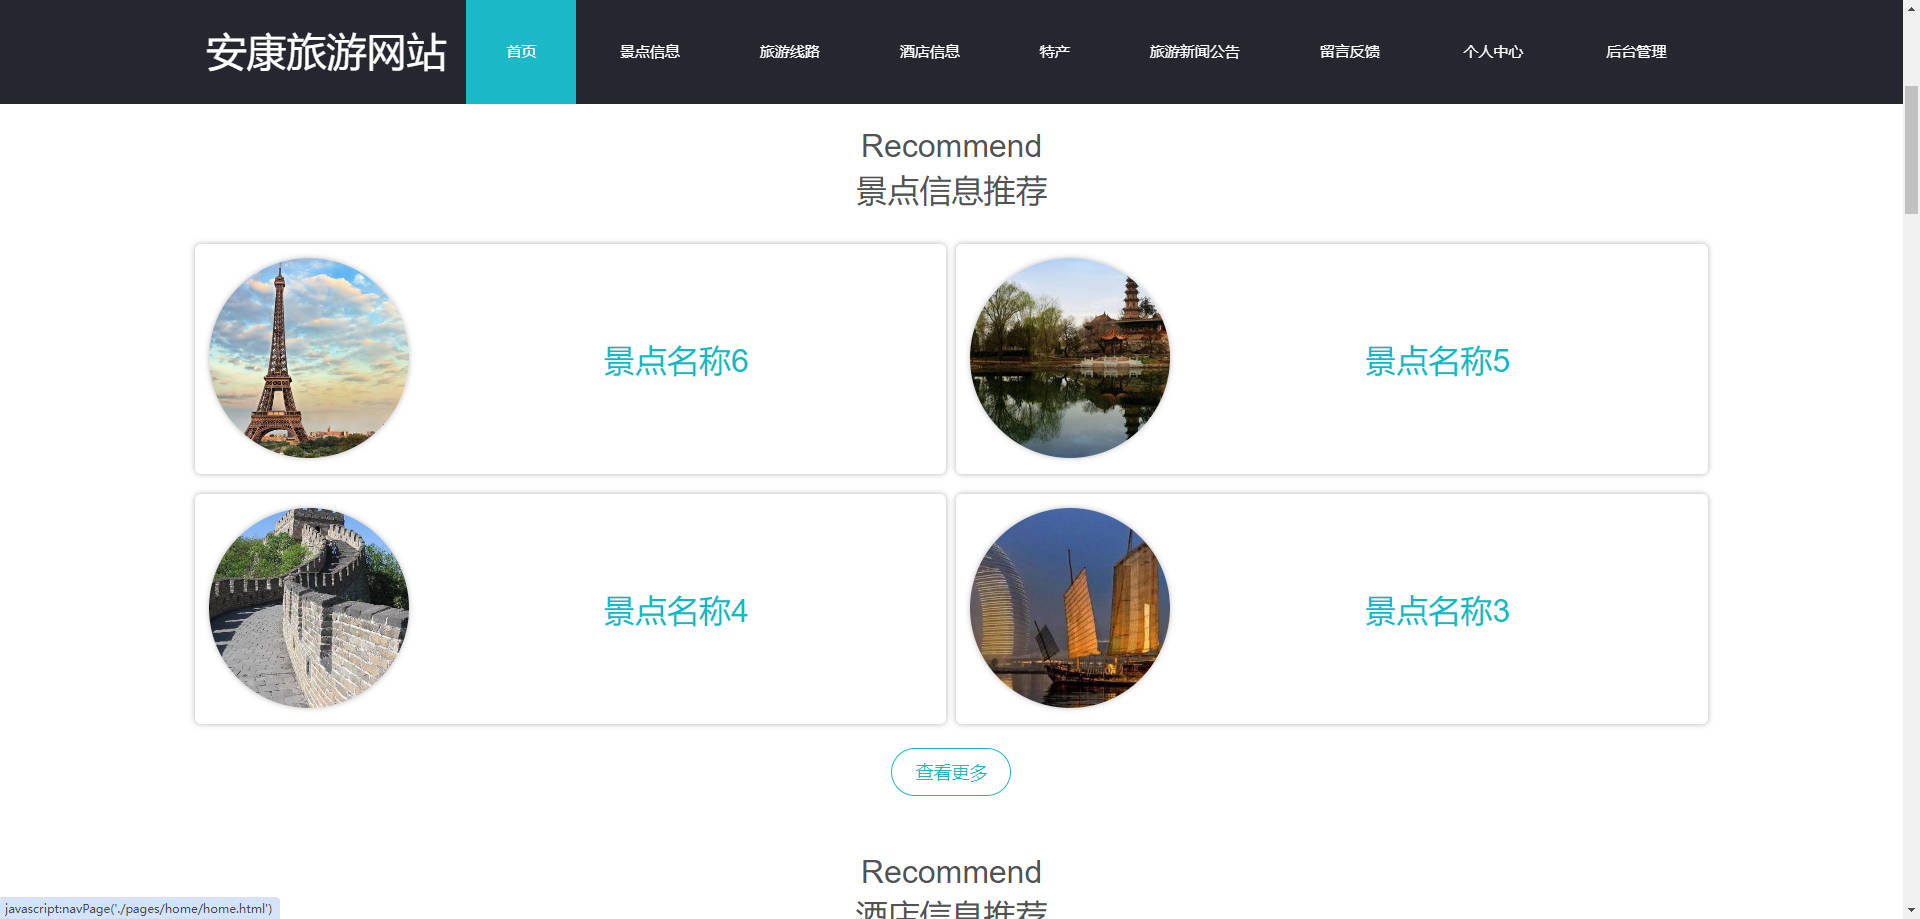 安康旅游网站 首页 景点信息 旅游线路 酒店信息 特产 旅游新闻公告 留言反馈 个人中心 后台管理
Recommend
景点信息推荐
景点名称6
景点名称5
景点名称4
景点名称3
查看更多
Recommend
酒店信息推荐
javascript:navPage('./pages/home/home.html')